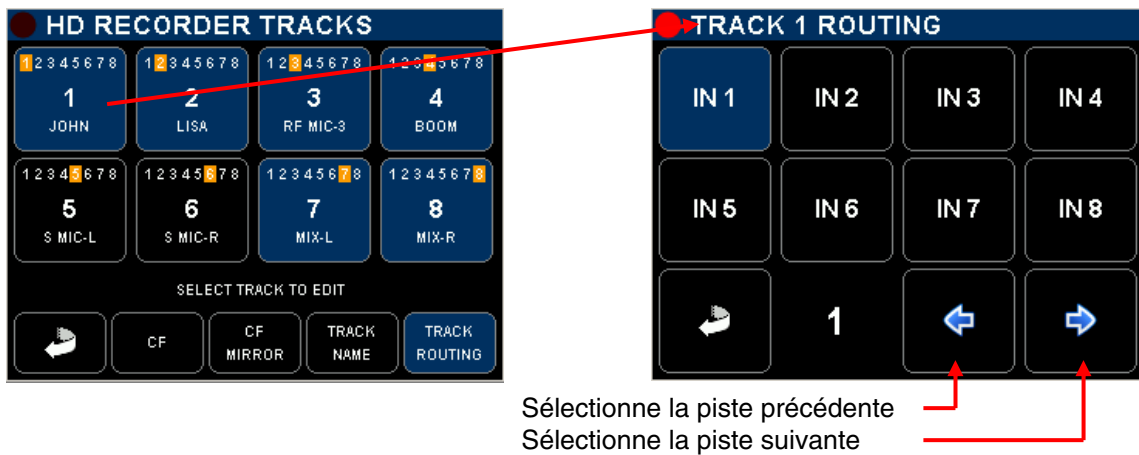 HD RECORDER TRACKS
12345678 12345678 12345678 12345678
1 2 3 4
JOHN LISA RF MIC-3 BOOM
12345678 12345678 12345678 12345678
5 6 7 8
S MIC-L S MIC-R MIX-L MIX-R
SELECT TRACK TO EDIT
CF CF MIRROR TRACK NAME TRACK ROUTING
TRACK 1 ROUTING
IN 1 IN 2 IN 3 IN 4
IN 5 IN 6 IN 7 IN 8
1
Sélectionne la piste précédente
Sélectionne la piste suivante